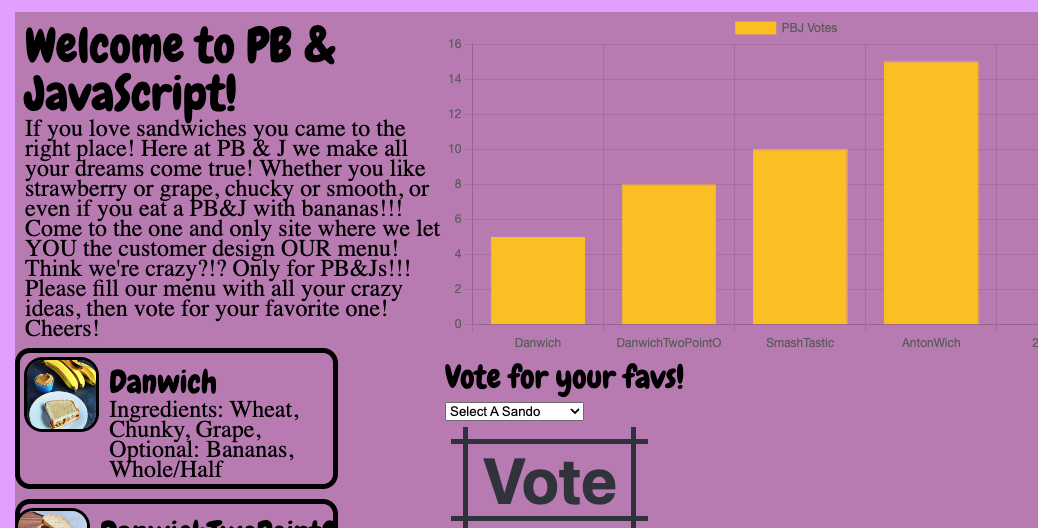 Welcome to PB &
JavaScript!
If you love sandwiches you came to the
right place! Here at PB & J we make all
your dreams come true! Whether you like
strawberry or grape, chucky or smooth, or
even if you eat a PB&J with bananas!!!
Come to the one and only site where we let
YOU the customer design OUR menu!
Think we're crazy?!? Only for PB&Js!!!
Please fill our menu with all your crazy
ideas, then vote for your favorite one!
Cheers!
Danwich
Ingredients: Wheat,
Chunky, Grape,
Optional: Bananas,
Whole/Half
DanwichTwoPointO
PBJ Votes
16
14
12
10
8
6
4
2
0
Danwich DanwichTwoPointO SmashTastic AntonWich 2
Vote for your favs!
Select A Sando
Vote